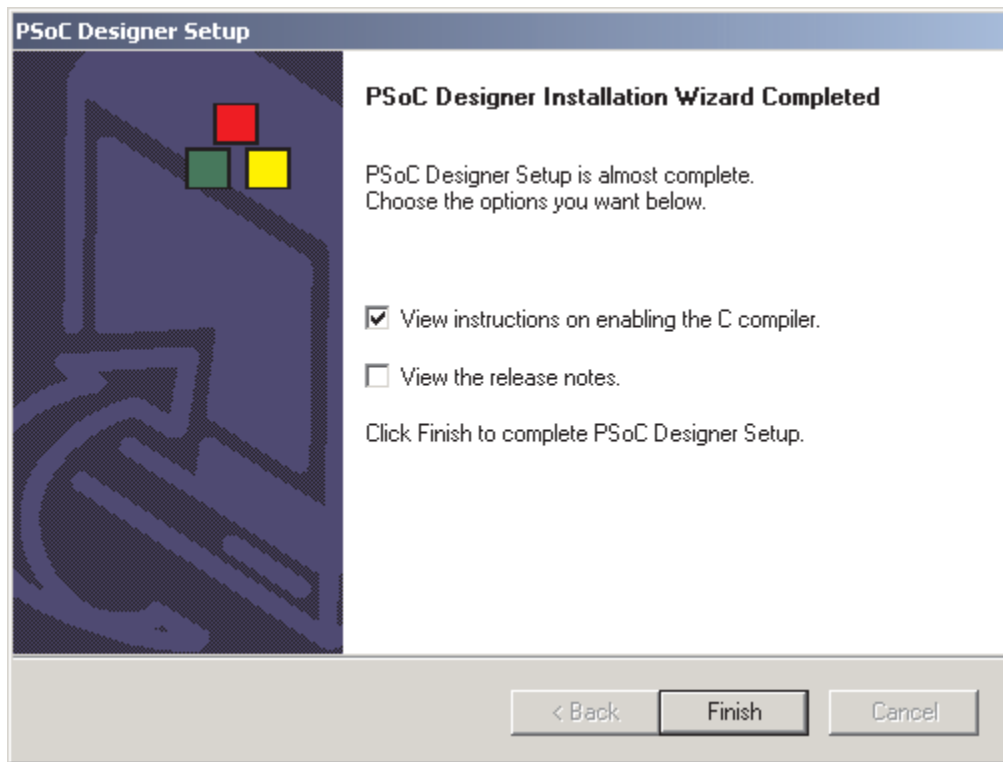 PSoC Designer Setup
PSoC Designer Installation Wizard Completed
PSoC Designer Setup is almost complete.
Choose the options you want below.
View instructions on enabling the C compiler.
View the release notes.
Click Finish to complete PSoC Designer Setup.
< Back Finish Cancel